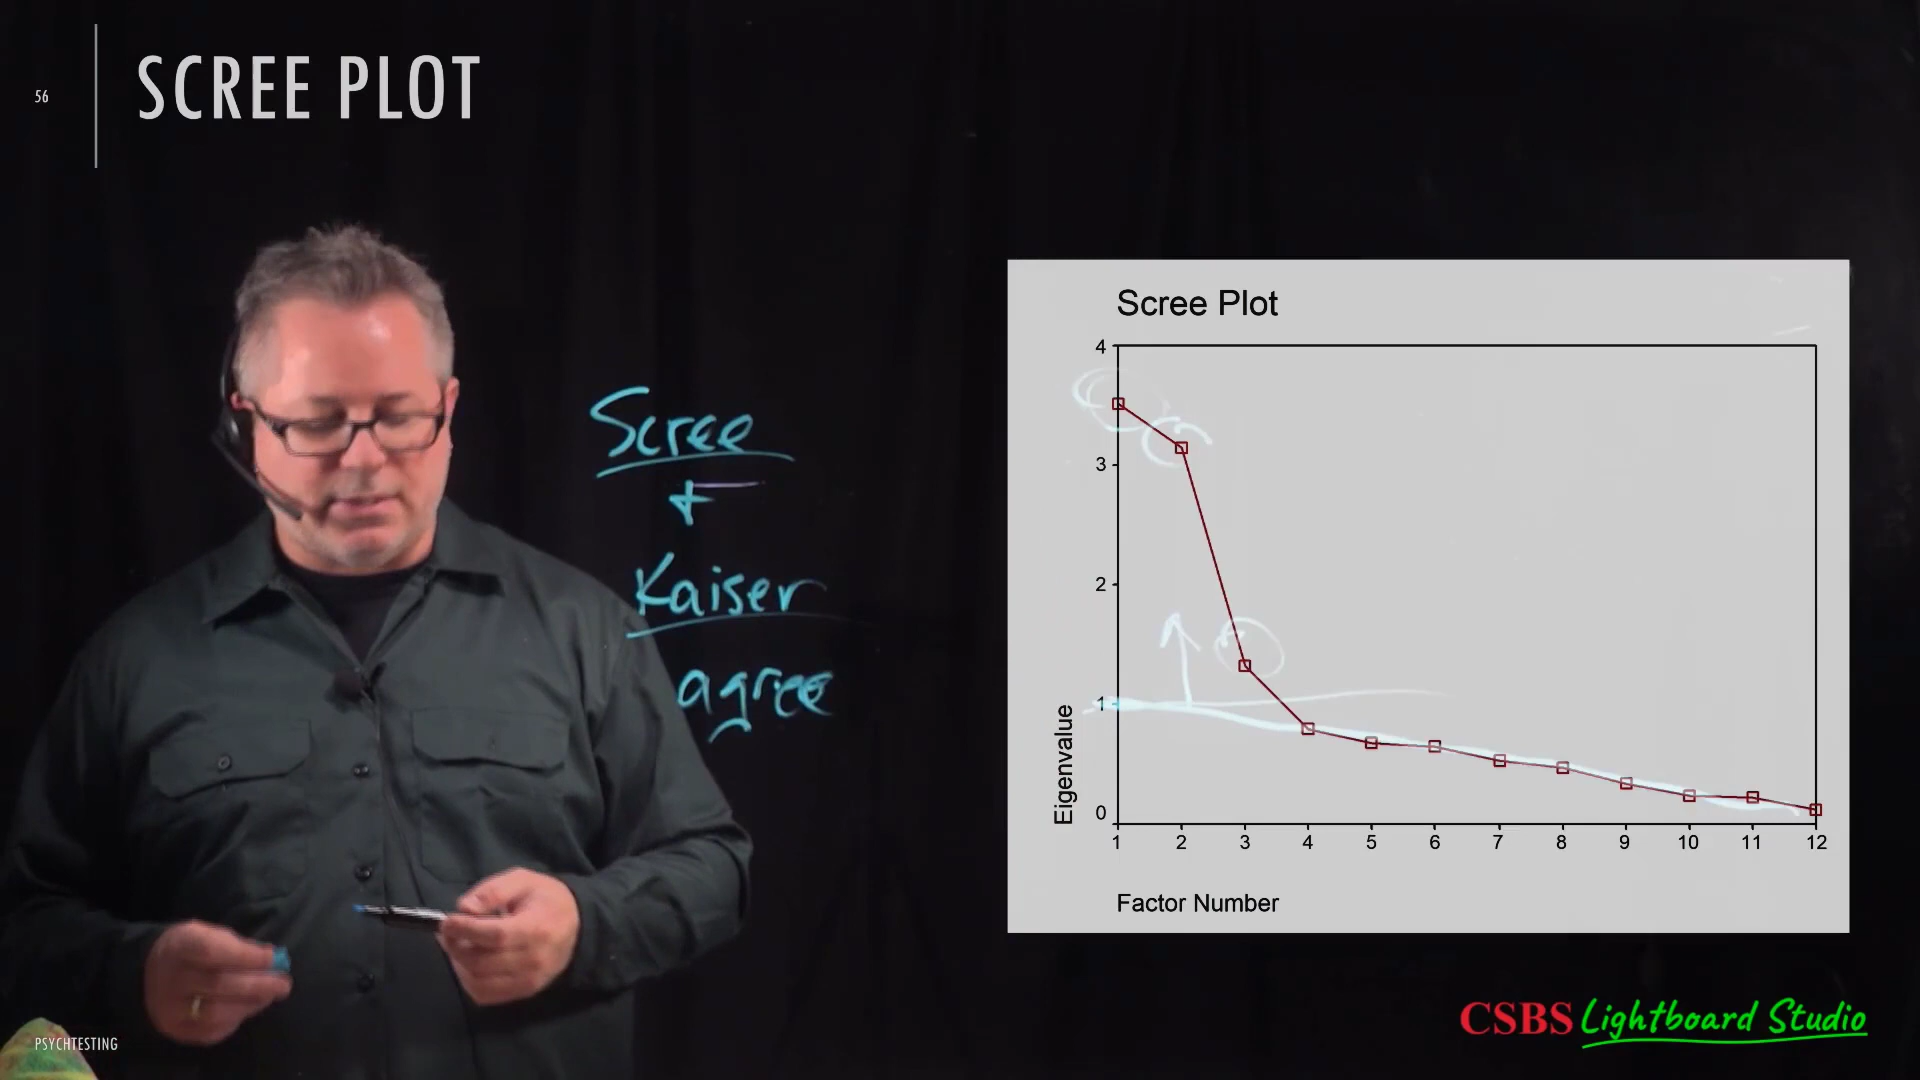 56
SCREE PLOT
Scree
+
Kaiser
agree
Scree Plot
4
3
2
1
0
Eigenvalue
1 2 3 4 5 6 7 8 9 10 11 12
Factor Number
CSBS Lightboard Studio
PSYCHTESTING